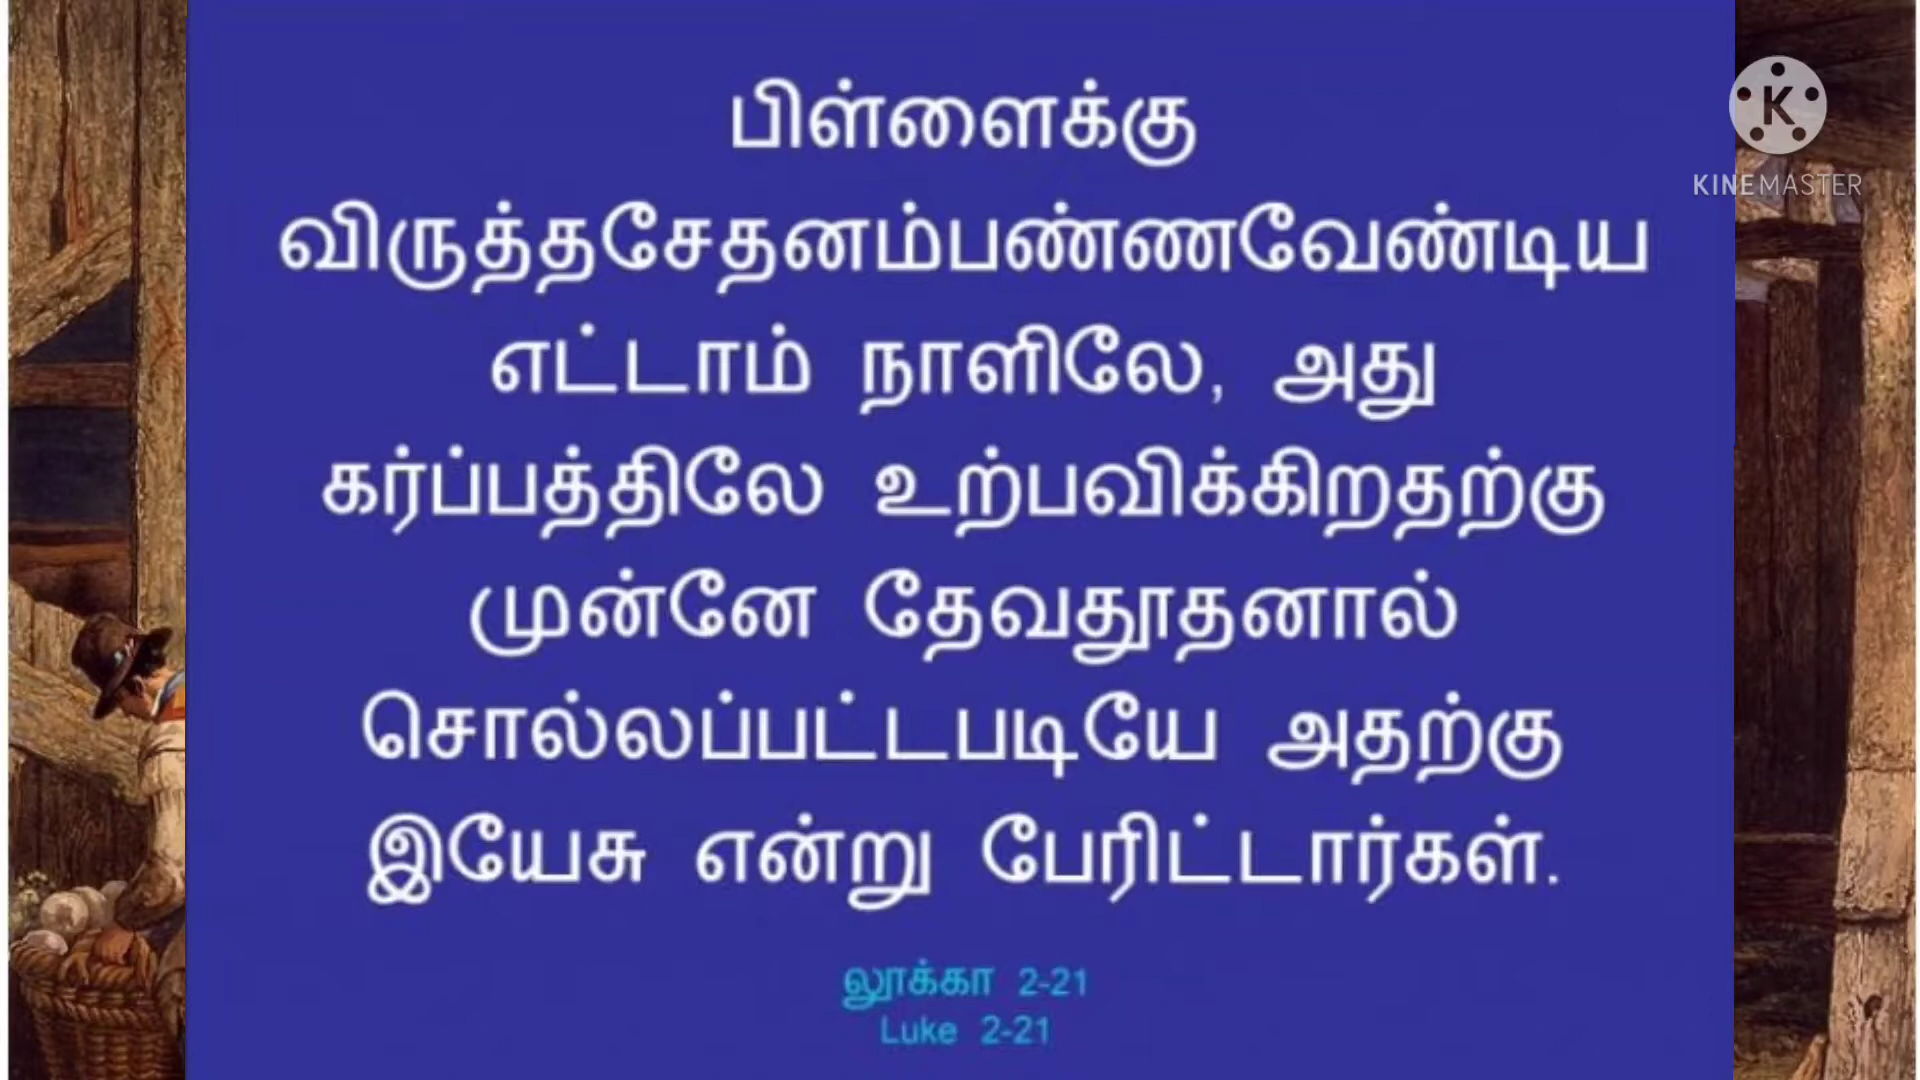 பிள்ளைக்கு
விருத்தசேதனம்பண்ணவேண்டிய
எட்டாம் நாளிலே, அது
கர்ப்பத்திலே உற்பவிக்கிறதற்கு
முன்னே தேவதூதனால்
சொல்லப்பட்டபடியே அதற்கு
இயேசு என்று பேரிட்டார்கள்.
லூக்கா 2-21
Luke 2-21
K
KINEMASTER